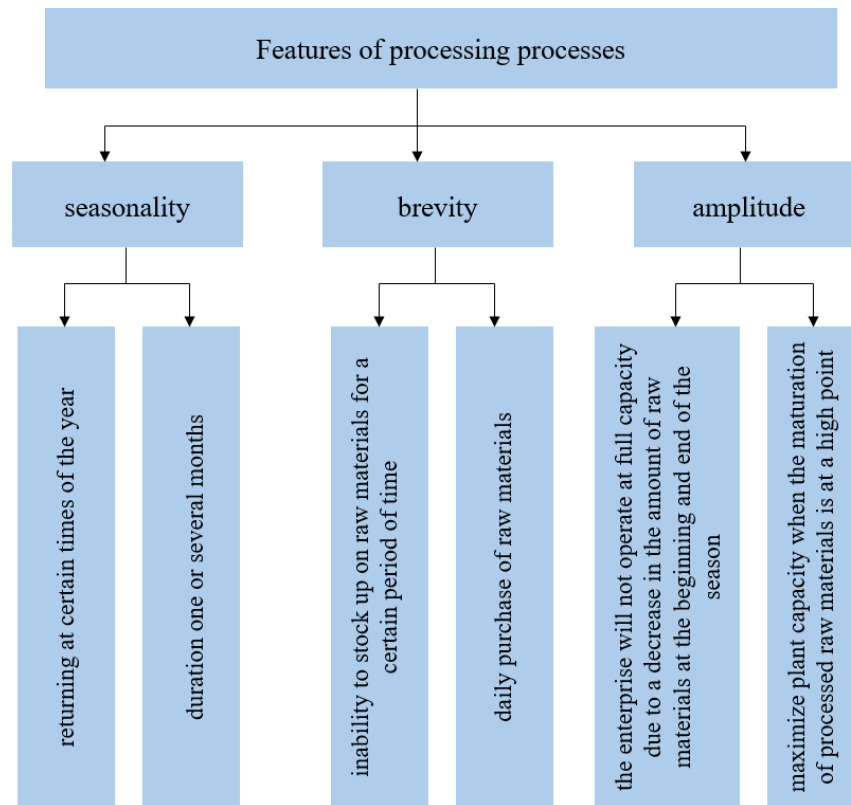 Features of processing processes
seasonality
brevity
amplitude
returning at certain times of the year
duration one or several months
inability to stock up on raw materials for a
certain period of time
daily purchase of raw materials
the enterprise will not operate at full capacity
due to a decrease in the amount of raw
materials at the beginning and end of the
season
maximize plant capacity when the maturation
of processed raw materials is at a high point